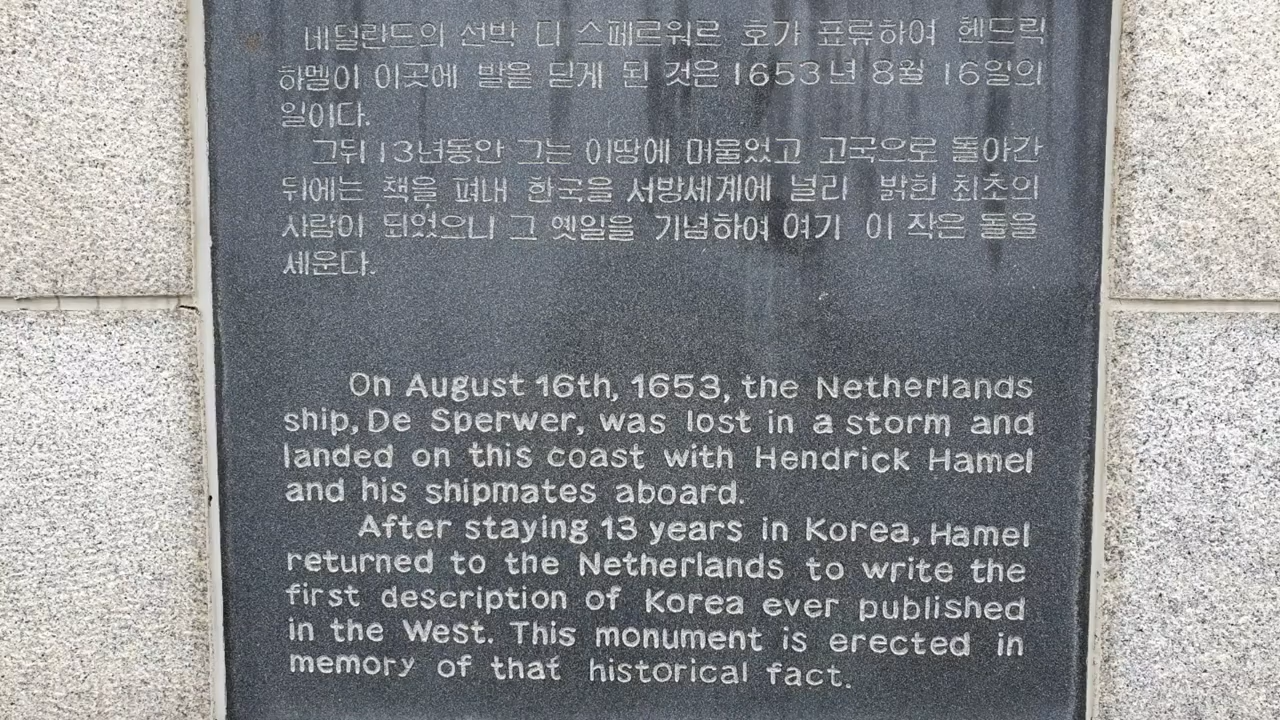 네덜란드의 선박 디 스페르웨르 호가 표류하여 헨드릭
하멜이 이곳에 발을 딛게 된 것은 1653년 8월 16일의
일이다.
그뒤 13년동안 그는 이땅에 머물었고 고국으로 돌아간
뒤에는 책을 펴내 한국을 서방세계에 널리 밝힌 최초의
사람이 되었으니 그 옛일을 기념하여 여기 이 작은 돌을
세운다.
On August 16th, 1653, the Netherlands
ship, De Sperwer, was lost in a storm and
landed on this coast with Hendrick Hamel
and his shipmates aboard.
After staying 13 years in Korea, Hamel
returned to the Netherlands to write the
first description of Korea ever published
in the West. This monument is erected in
memory of that historical fact.